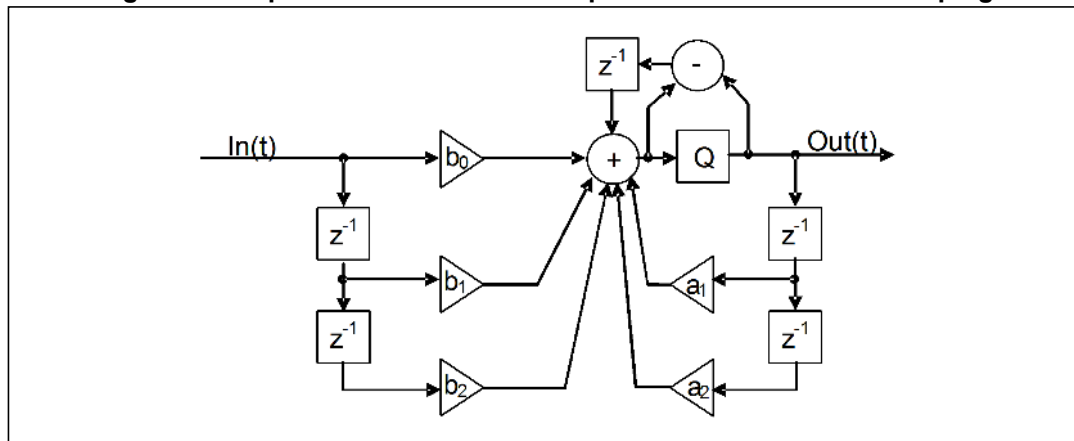 z⁻¹
-
In(t)
b₀
+
Q
Out(t)
z⁻¹
z⁻¹
b₁
a₁
z⁻¹
z⁻¹
b₂
a₂